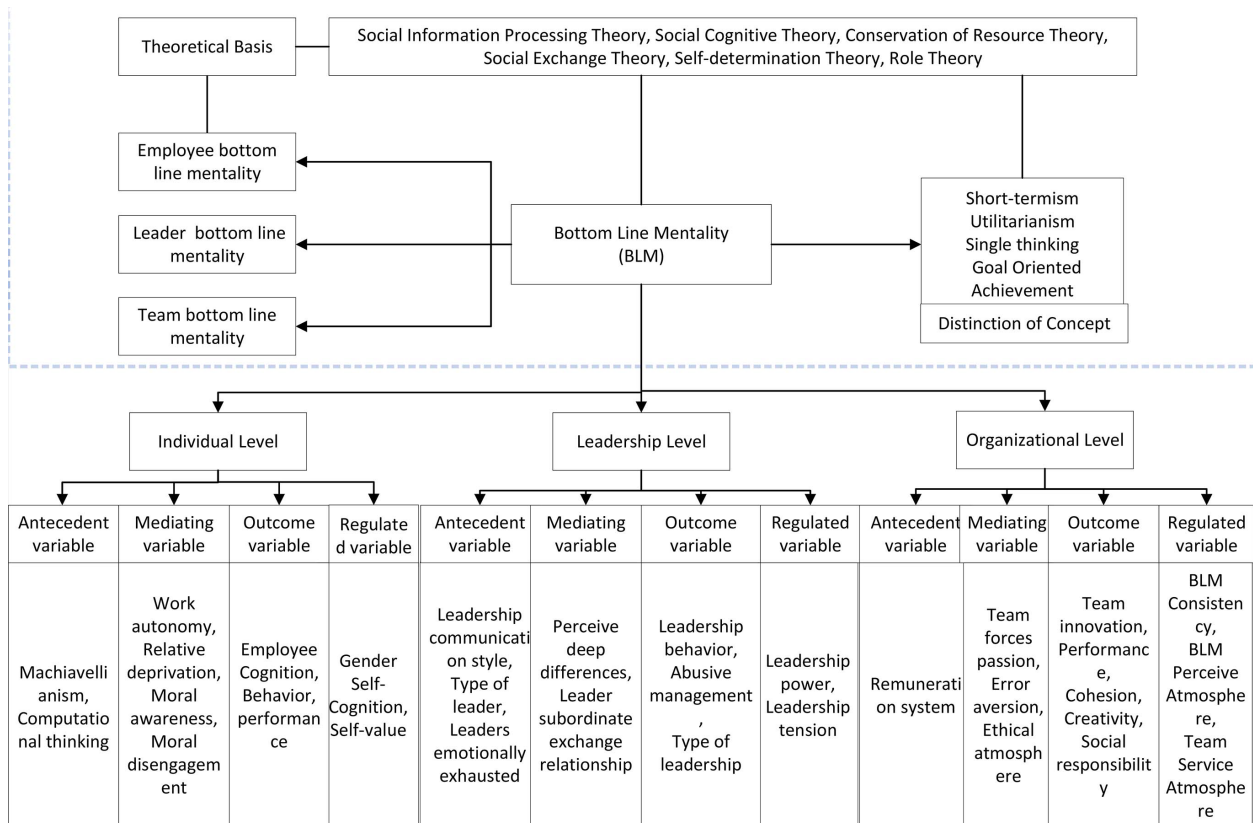 Theoretical Basis
Social Information Processing Theory, Social Cognitive Theory, Conservation of Resource Theory,
Social Exchange Theory, Self-determination Theory, Role Theory
Employee bottom
line mentality
Leader bottom line
mentality
Team bottom line
mentality
Bottom Line Mentality
(BLM)
Short-termism
Utilitarianism
Single thinking
Goal Oriented
Achievement
Distinction of Concept
Individual Level
Leadership Level
Organizational Level
Antecedent
variable
Mediating
variable
Outcome
variable
Regulate
d variable
Antecedent
variable
Mediating
variable
Outcome
variable
Regulated
variable
Antecedent
variable
Mediating
variable
Outcome
variable
Regulated
variable
Machiavelli
anism,
Computatio
nal thinking
Work
autonomy,
Relative
deprivation,
Moral
awareness,
Moral
disengagem
ent
Employee
Cognition,
Behavior,
performan
ce
Gender
Self-
Cognition,
Self-value
Leadership
communicati
on style,
Type of
leader,
Leaders
emotionally
exhausted
Perceive
deep
differences,
Leader
subordinate
exchange
relationship
Leadership
behavior,
Abusive
management
,
Type of
leadership
Leadership
power,
Leadership
tension
Remunerati
on system
Team
forces
passion,
Error
aversion,
Ethical
atmosph
ere
Team
innovation,
Performanc
e,
Cohesion,
Creativity,
Social
responsibilit
y
BLM
Consisten
cy,
BLM
Perceive
Atmosphe
re,
Team
Service
Atmosphe
re